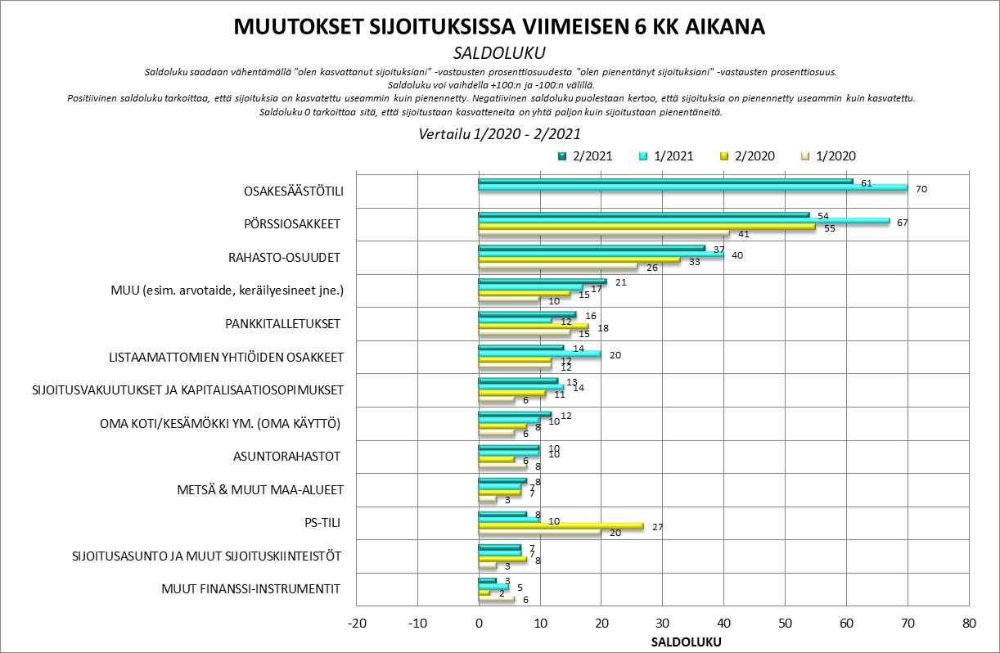 MUUTOKSET SIJOITUKSISSA VIIMEISEN 6 KK AIKANA
SALDOLUKU
Saldoluku saadaan vähentämällä "olen kasvattanut sijoituksiani" -vastausten prosenttiosuudesta "olen pienentänyt sijoituksiani" -vastausten prosenttiosuus.
Saldoluku voi vaihdella +100:n ja -100:n välillä.
Positiivinen saldoluku tarkoittaa, että sijoituksia on kasvatettu useammin kuin pienennetty. Negatiivinen saldoluku puolestaan kertoo, että sijoituksia on pienennetty useammin kuin kasvatettu.
Saldoluku 0 tarkoittaa sitä, että sijoitustaan kasvatteneita on yhtä paljon kuin sijoitustaan pienentäneitä.
Vertailu 1/2020 - 2/2021
2/2021 1/2021 2/2020 1/2020
OSAKESÄÄSTÖTILI
61
70
PÖRSSIOSAKKEET
54
67
55
41
RAHASTO-OSUUDET
37
40
33
26
MUU (esim. arvotaide, keräilyesineet jne.)
21
17
15
10
PANKKITALLETUKSET
16
12
18
15
LISTAAMATTOMIEN YHTIÖIDEN OSAKKEET
14
20
12
12
SIJOITUSVAKUUTUKSET JA KAPITALISAATIOSOPIMUKSET
13
14
11
6
OMA KOTI/KESÄMÖKKI YM. (OMA KÄYTTÖ)
12
10
8
6
ASUNTORAHASTOT
10
10
6
8
METSÄ & MUUT MAA-ALUEET
8
7
7
3
PS-TILI
8
10
27
20
SIJOITUSASUNTO JA MUUT SIJOITUSKIINTEISTÖT
7
7
8
3
MUUT FINANSSI-INSTRUMENTIT
3
5
2
6
-20 -10 0 10 20 30 40 50 60 70 80
SALDOLUKU